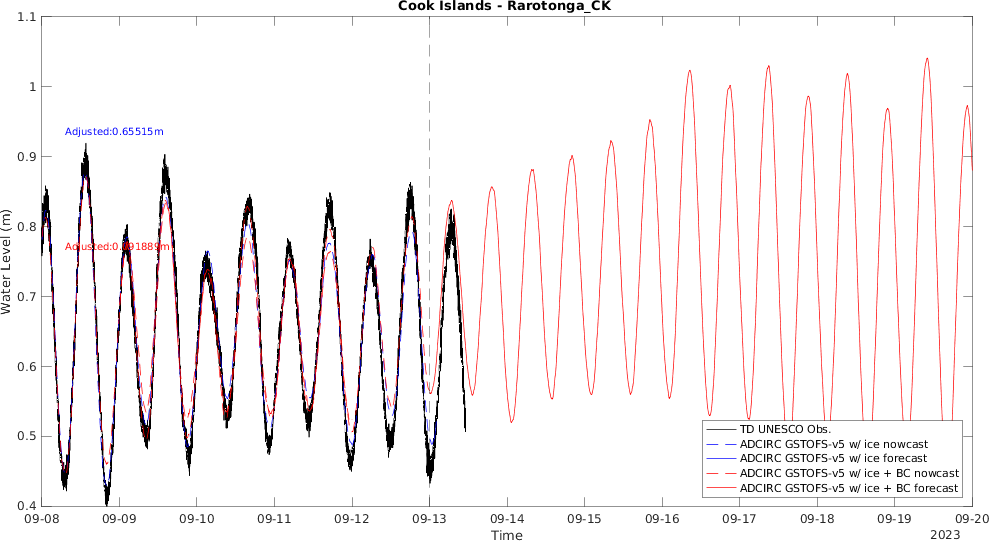 Cook Islands - Rarotonga_CK
1.1
1
0.9
0.8
0.7
0.6
0.5
0.4
Water Level (m)
Adjusted:0.65515m
TD UNESCO Obs.
ADCIRC GSTOFS-v5 w/ ice nowcast
ADCIRC GSTOFS-v5 w/ ice forecast
ADCIRC GSTOFS-v5 w/ ice + BC nowcast
ADCIRC GSTOFS-v5 w/ ice + BC forecast
09-08 09-09 09-10 09-11 09-12 09-13 09-14 09-15 09-16 09-17 09-18 09-19 09-20
Time
2023